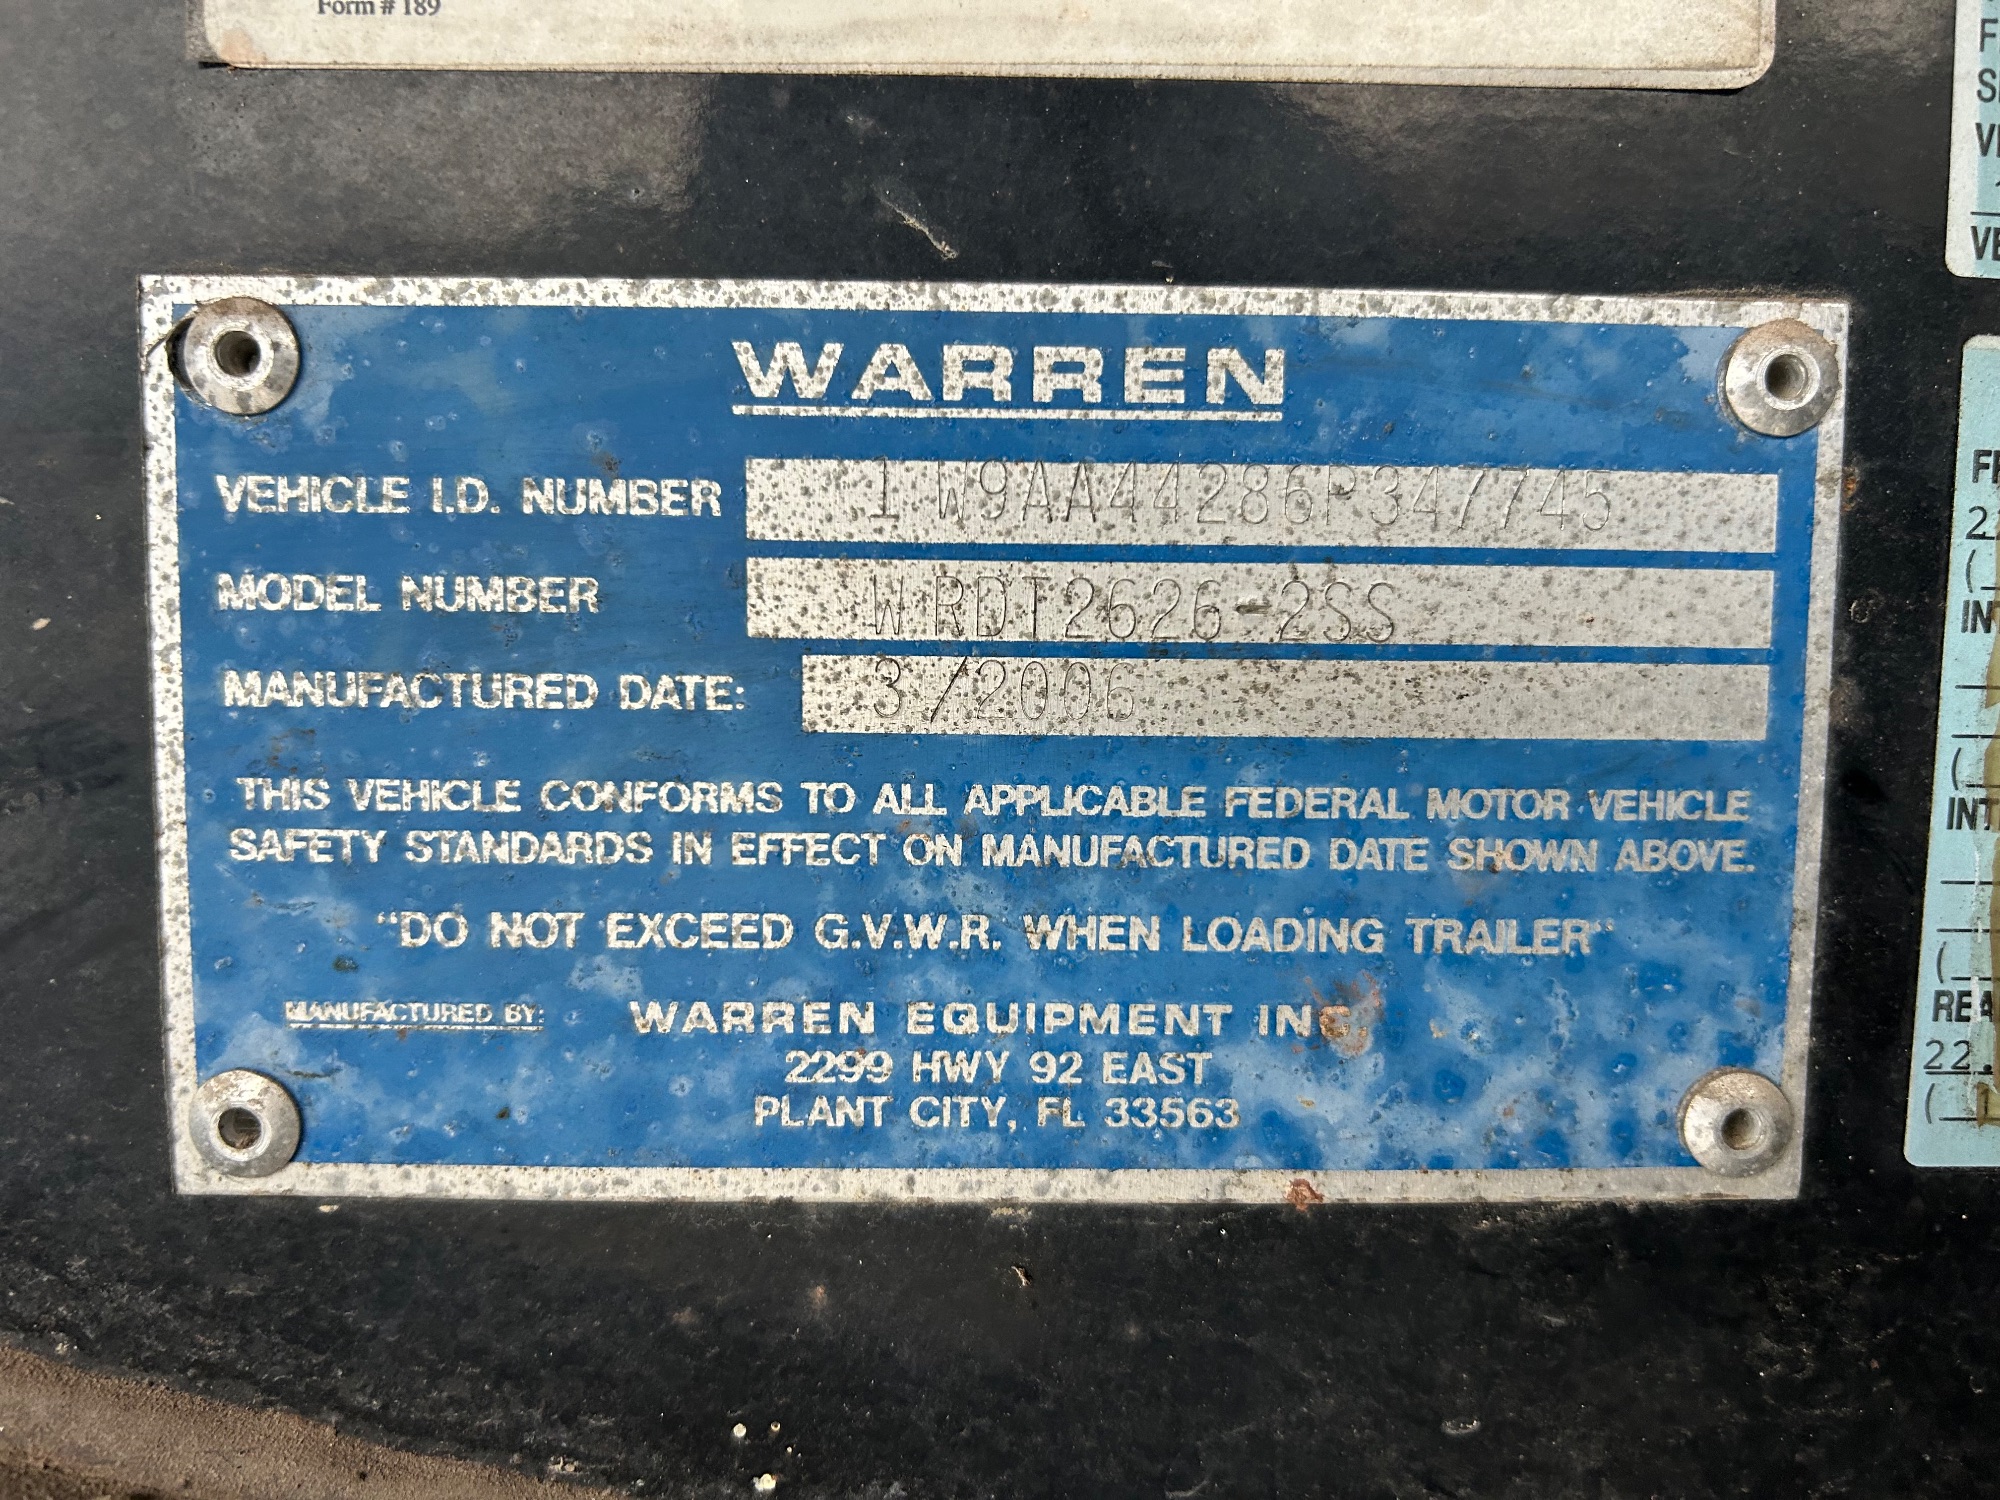 Form # 189
WARREN
VEHICLE I.D. NUMBER 1W9AA44286P347745
MODEL NUMBER WRDT2626-2SS
MANUFACTURED DATE: 3/2006
THIS VEHICLE CONFORMS TO ALL APPLICABLE FEDERAL MOTOR VEHICLE
SAFETY STANDARDS IN EFFECT ON MANUFACTURED DATE SHOWN ABOVE.
"DO NOT EXCEED G.V.W.R. WHEN LOADING TRAILER"
MANUFACTURED BY: WARREN EQUIPMENT INC.
2299 HWY 92 EAST
PLANT CITY, FL 33563